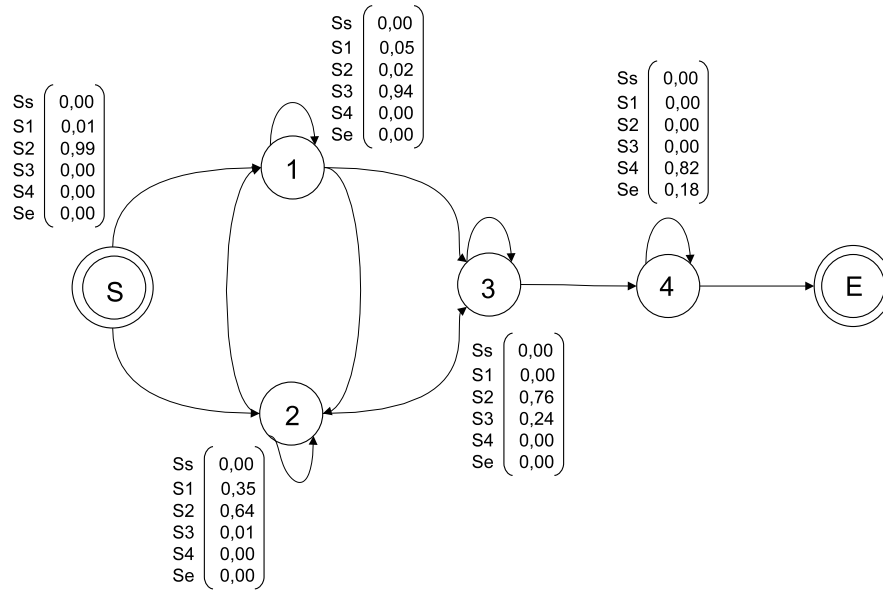 Ss 0,00
S1 0,05
S2 0,02
S3 0,94
S4 0,00
Se 0,00
Ss 0,00
S1 0,00
S2 0,00
S3 0,00
S4 0,82
Se 0,18
Ss 0,00
S1 0,01
S2 0,99
S3 0,00
S4 0,00
Se 0,00
1
S
3
4
E
2
Ss 0,00
S1 0,00
S2 0,76
S3 0,24
S4 0,00
Se 0,00
Ss 0,00
S1 0,35
S2 0,64
S3 0,01
S4 0,00
Se 0,00